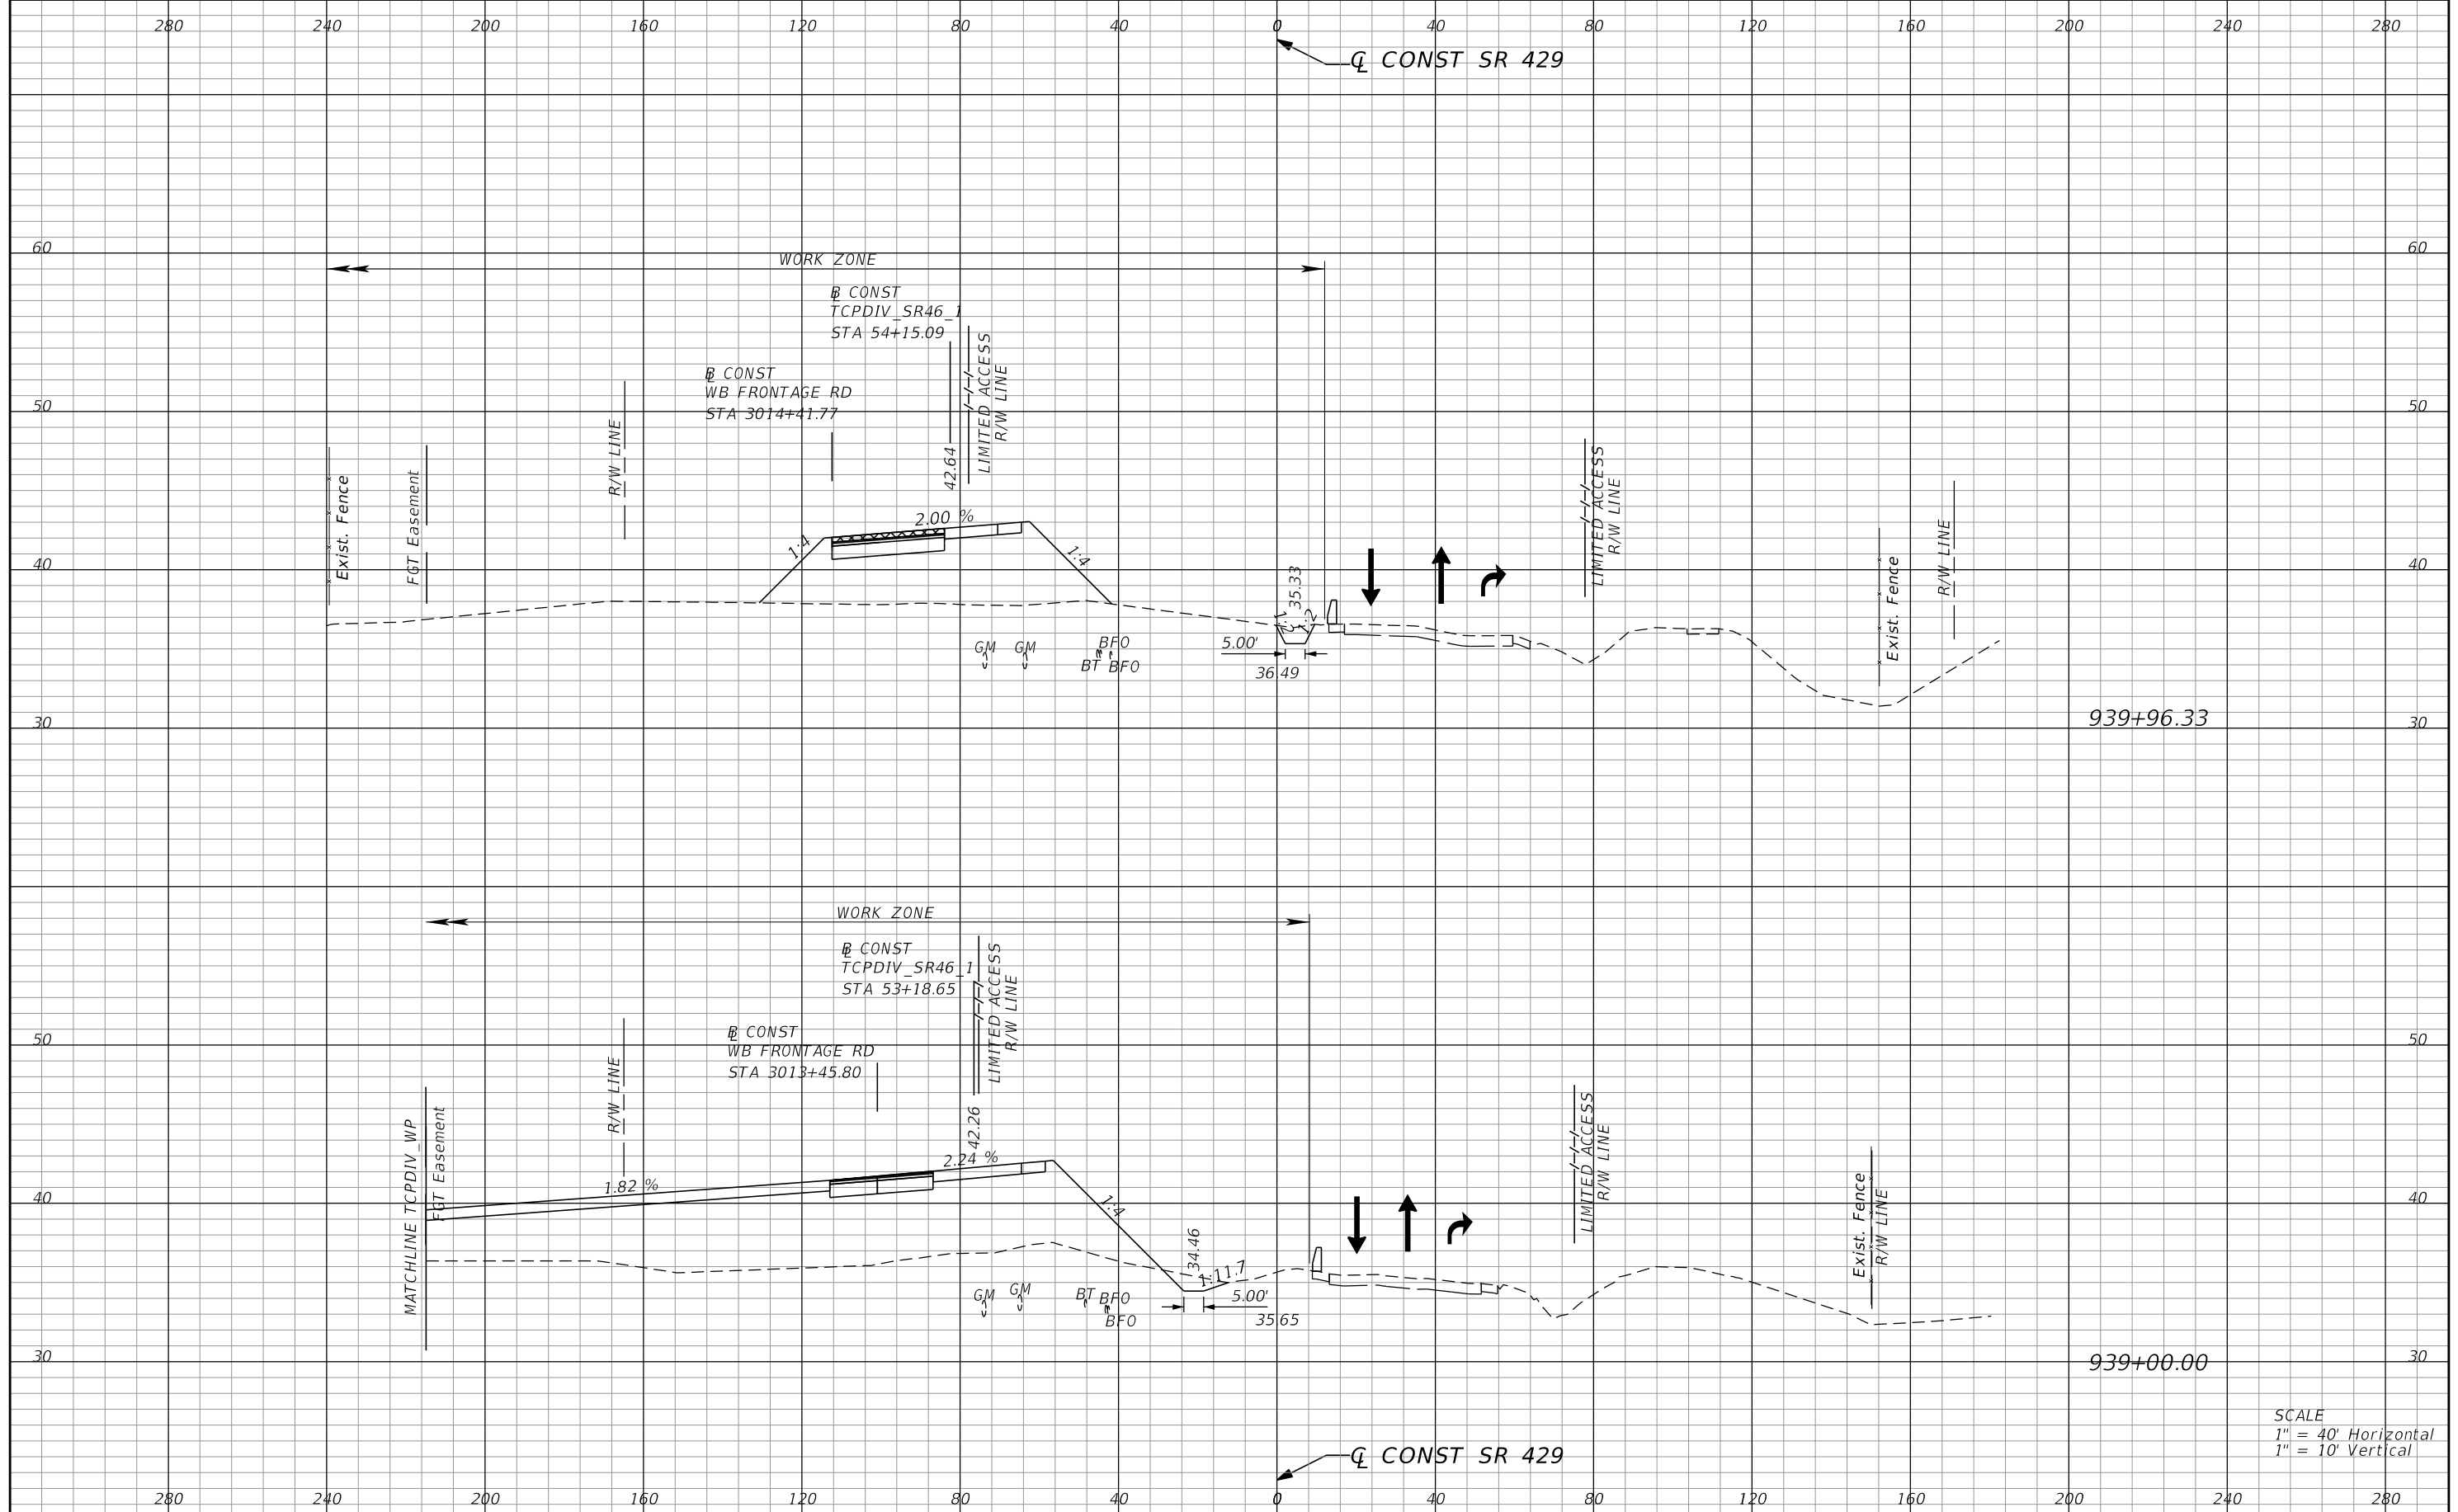 280 240 200 160 120 80 40 0 40 80 120 160 200 240 280
℄ CONST SR 429
60 60
WORK ZONE
℄ CONST
TCPDIV_SR46_1
STA 54+15.09
LIMITED ACCESS
R/W LINE
℄ CONST
WB FRONTAGE RD
STA 3014+41.77
50 50
R/W LINE
42.64
Exist. Fence
FGT Easement
2.00 %
1:4
1:4
40 40
35.33
1:2
1:2
LIMITED ACCESS
R/W LINE
Exist. Fence
R/W LINE
GM
GM
BFO
BT
BFO
5.00'
36.49
30 30
939+96.33
WORK ZONE
℄ CONST
TCPDIV_SR46_1
STA 53+18.65
LIMITED ACCESS
R/W LINE
℄ CONST
WB FRONTAGE RD
STA 3013+45.80
50 50
R/W LINE
42.26
MATCHLINE TCPDIV_WP
FGT Easement
1.82 %
2.24 %
40 40
1:4
34.46
1:11.7
LIMITED ACCESS
R/W LINE
Exist. Fence
R/W LINE
GM
GM
BT
BFO
BFO
5.00'
35.65
30 30
939+00.00
SCALE
1" = 40' Horizontal
1" = 10' Vertical
℄ CONST SR 429
280 240 200 160 120 80 40 0 40 80 120 160 200 240 280